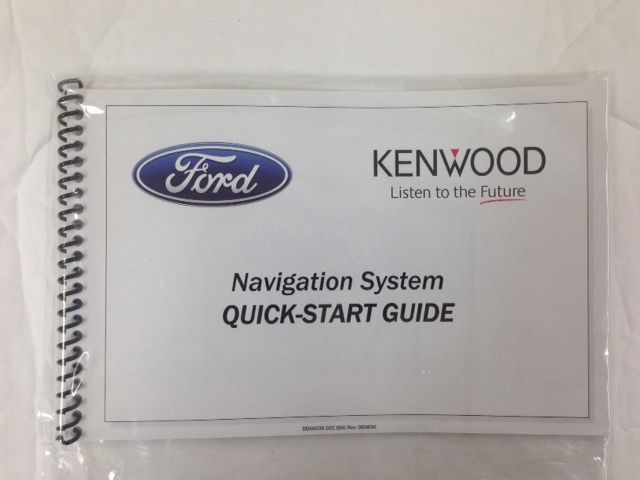 Ford
KENWOOD
Listen to the Future
Navigation System
QUICK-START GUIDE